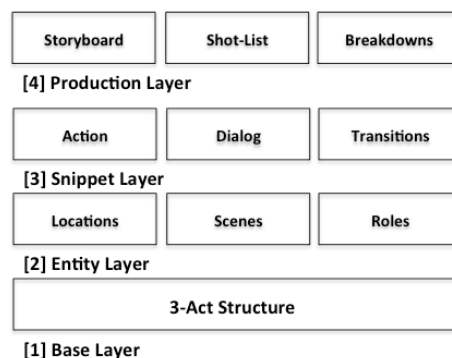 Storyboard Shot-List Breakdowns
[4] Production Layer
Action Dialog Transitions
[3] Snippet Layer
Locations Scenes Roles
[2] Entity Layer
3-Act Structure
[1] Base Layer